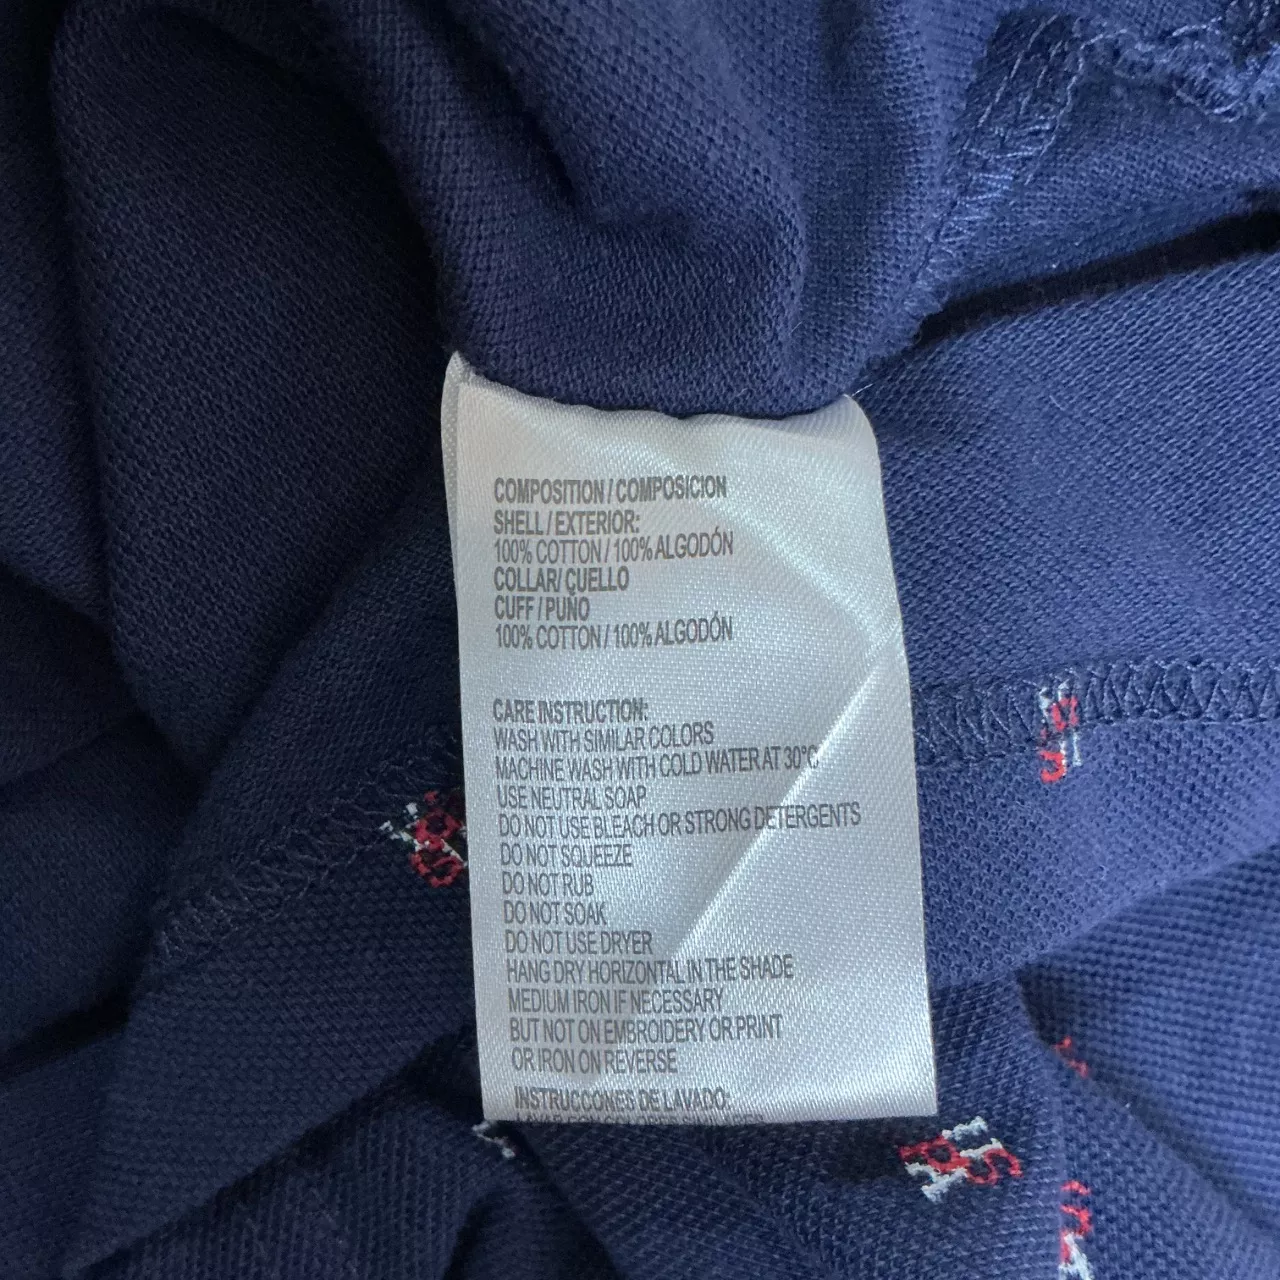 COMPOSITION / COMPOSICION
SHELL / EXTERIOR:
100% COTTON / 100% ALGODÓN
COLLAR/ CUELLO
CUFF / PUÑO
100% COTTON / 100% ALGODÓN
CARE INSTRUCTION:
WASH WITH SIMILAR COLORS
MACHINE WASH WITH COLD WATER AT 30°C
USE NEUTRAL SOAP
DO NOT USE BLEACH OR STRONG DETERGENTS
DO NOT SQUEEZE
DO NOT RUB
DO NOT SOAK
DO NOT USE DRYER
HANG DRY HORIZONTAL IN THE SHADE
MEDIUM IRON IF NECESSARY
BUT NOT ON EMBROIDERY OR PRINT
OR IRON ON REVERSE
INSTRUCCONES DE LAVADO: